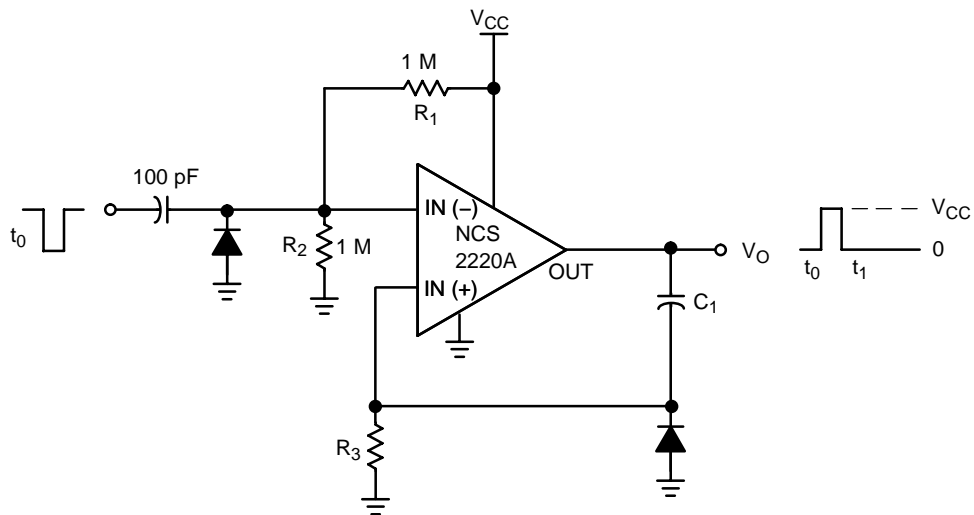 V_CC
1 M
R_1
100 pF
IN (–)
NCS
2220A
IN (+)
OUT
R_2
1 M
R_3
C_1
V_O
t_0
V_CC
0
t_0
t_1